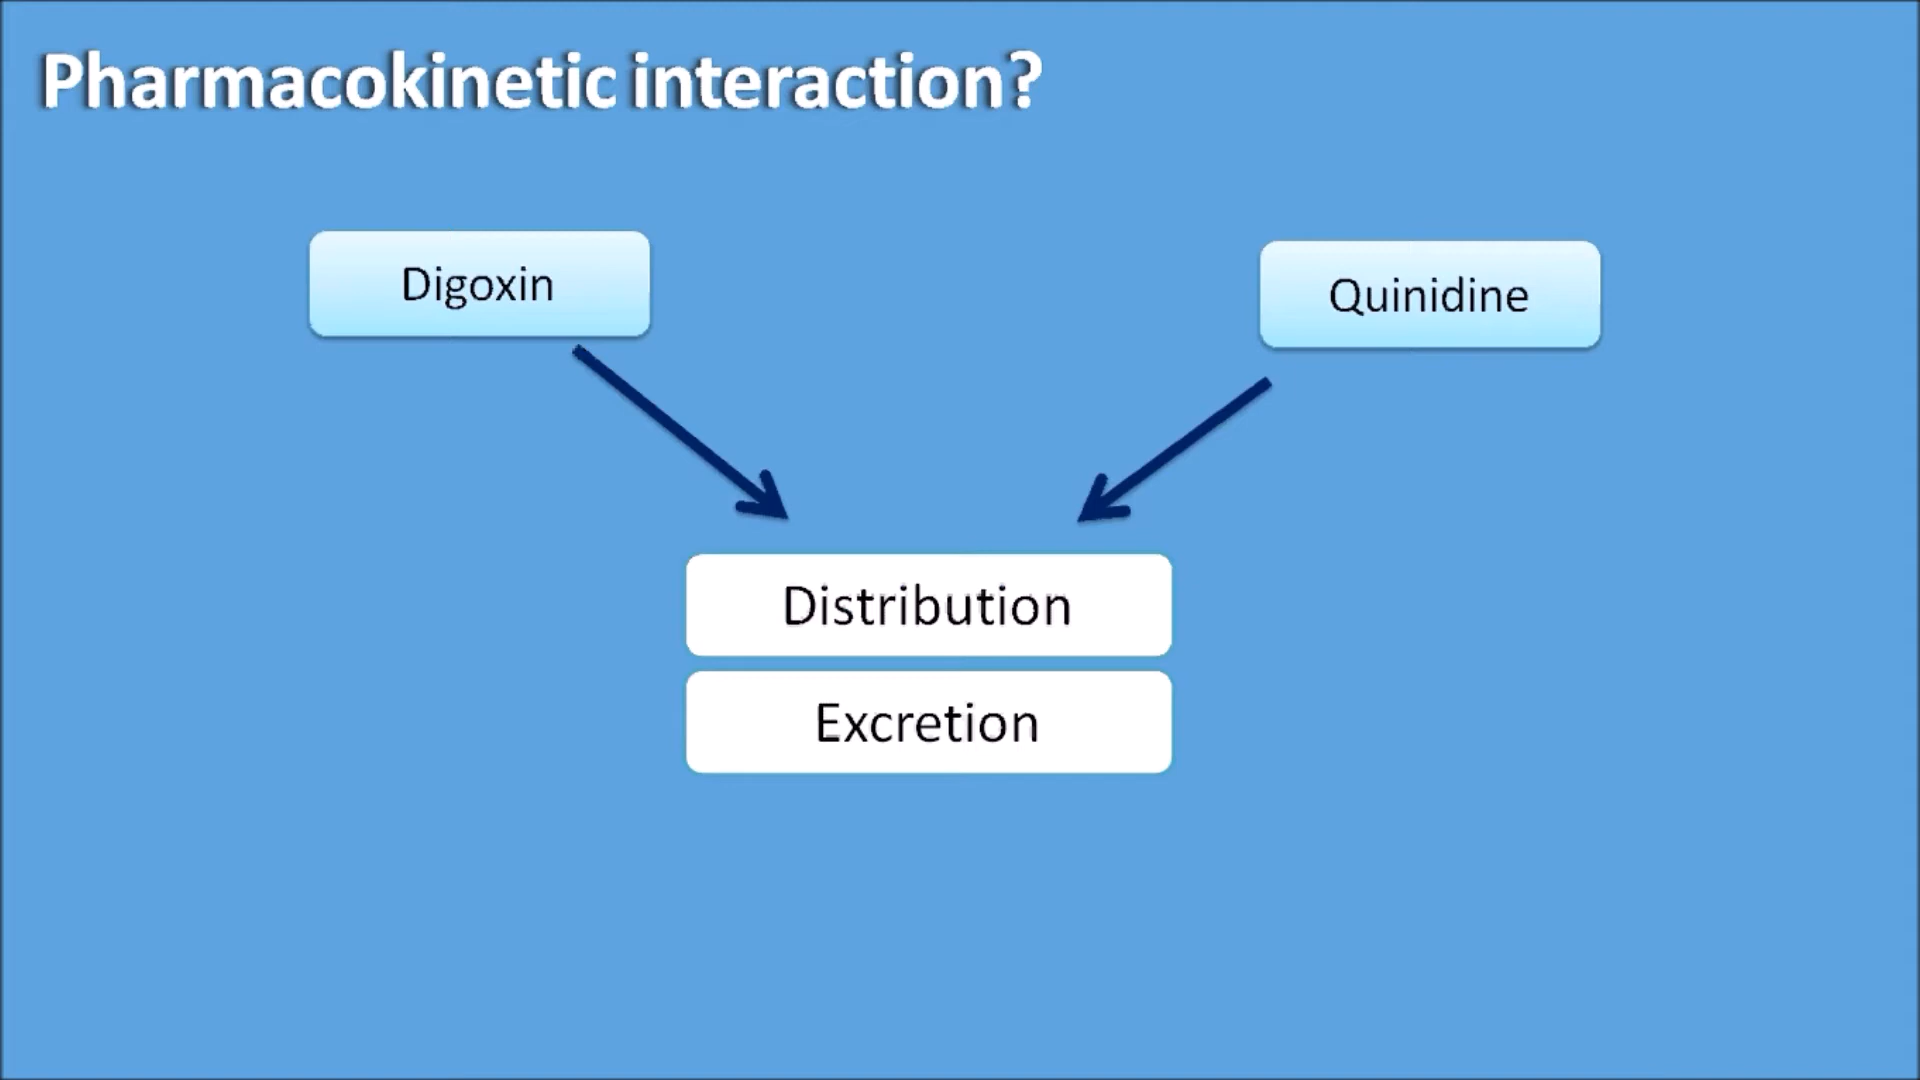 Pharmacokinetic interaction?
Digoxin
Quinidine
Distribution
Excretion